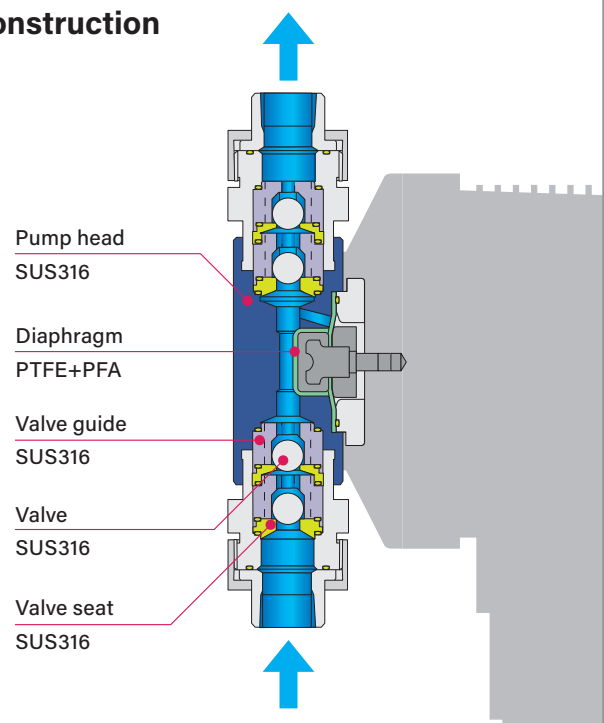 onstruction
Pump head
SUS316
Diaphragm
PTFE+PFA
Valve guide
SUS316
Valve
SUS316
Valve seat
SUS316